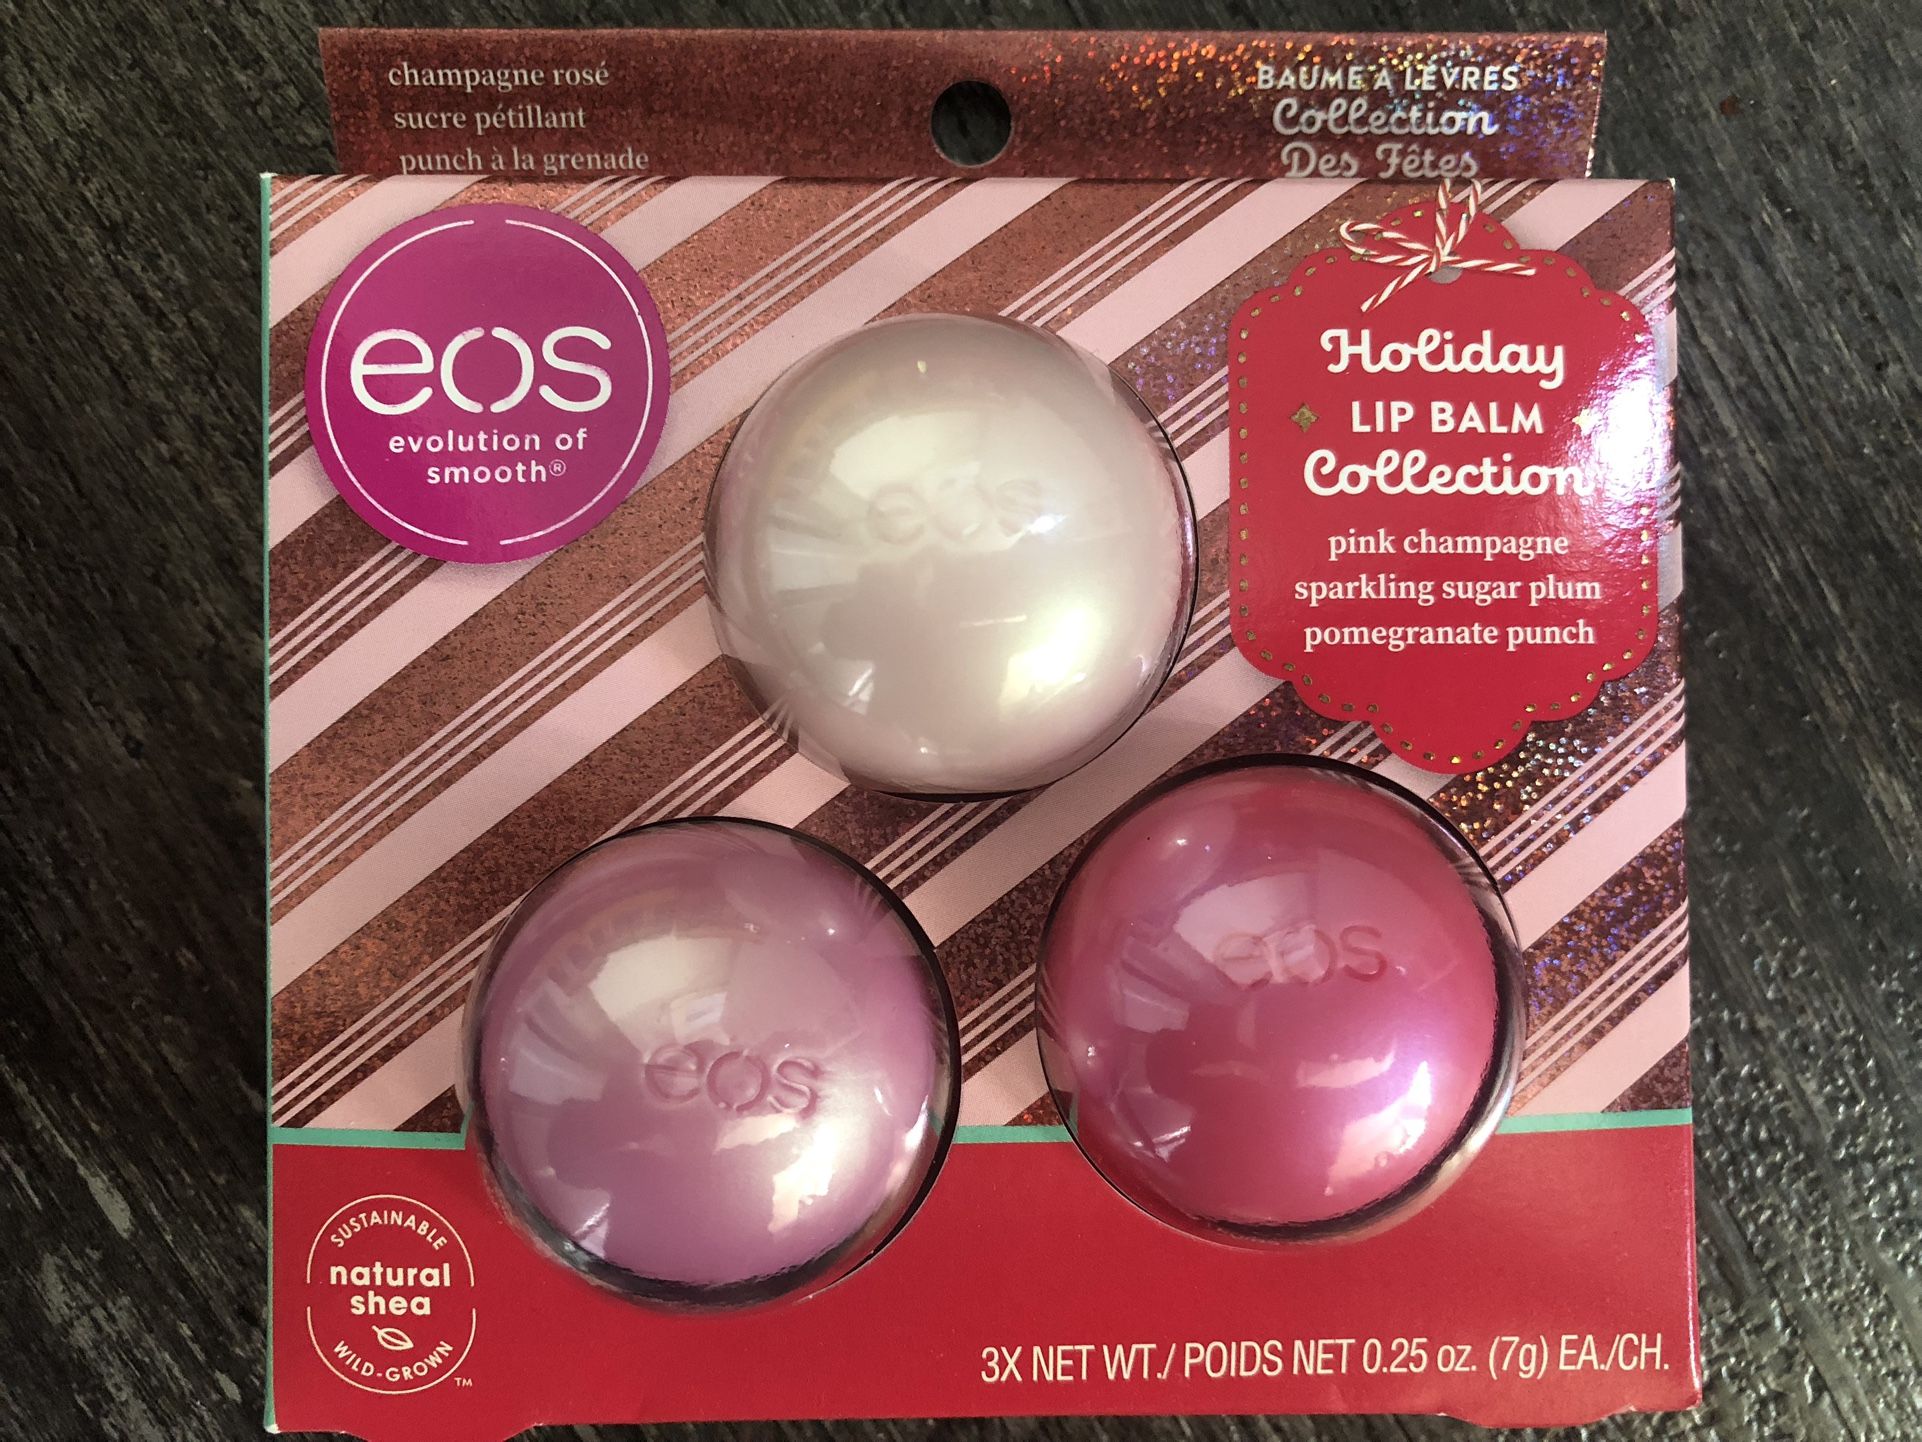 champagne rosé
sucre pétillant
punch à la grenade
BAUME À LÈVRES
Collection
Des Fêtes
eos
evolution of
smooth®
Holiday
LIP BALM
Collection
pink champagne
sparkling sugar plum
pomegranate punch
eos
eos
eos
SUSTAINABLE
natural
shea
WILD-GROWN
TM
3X NET WT./ POIDS NET 0.25 oz. (7g) EA./CH.